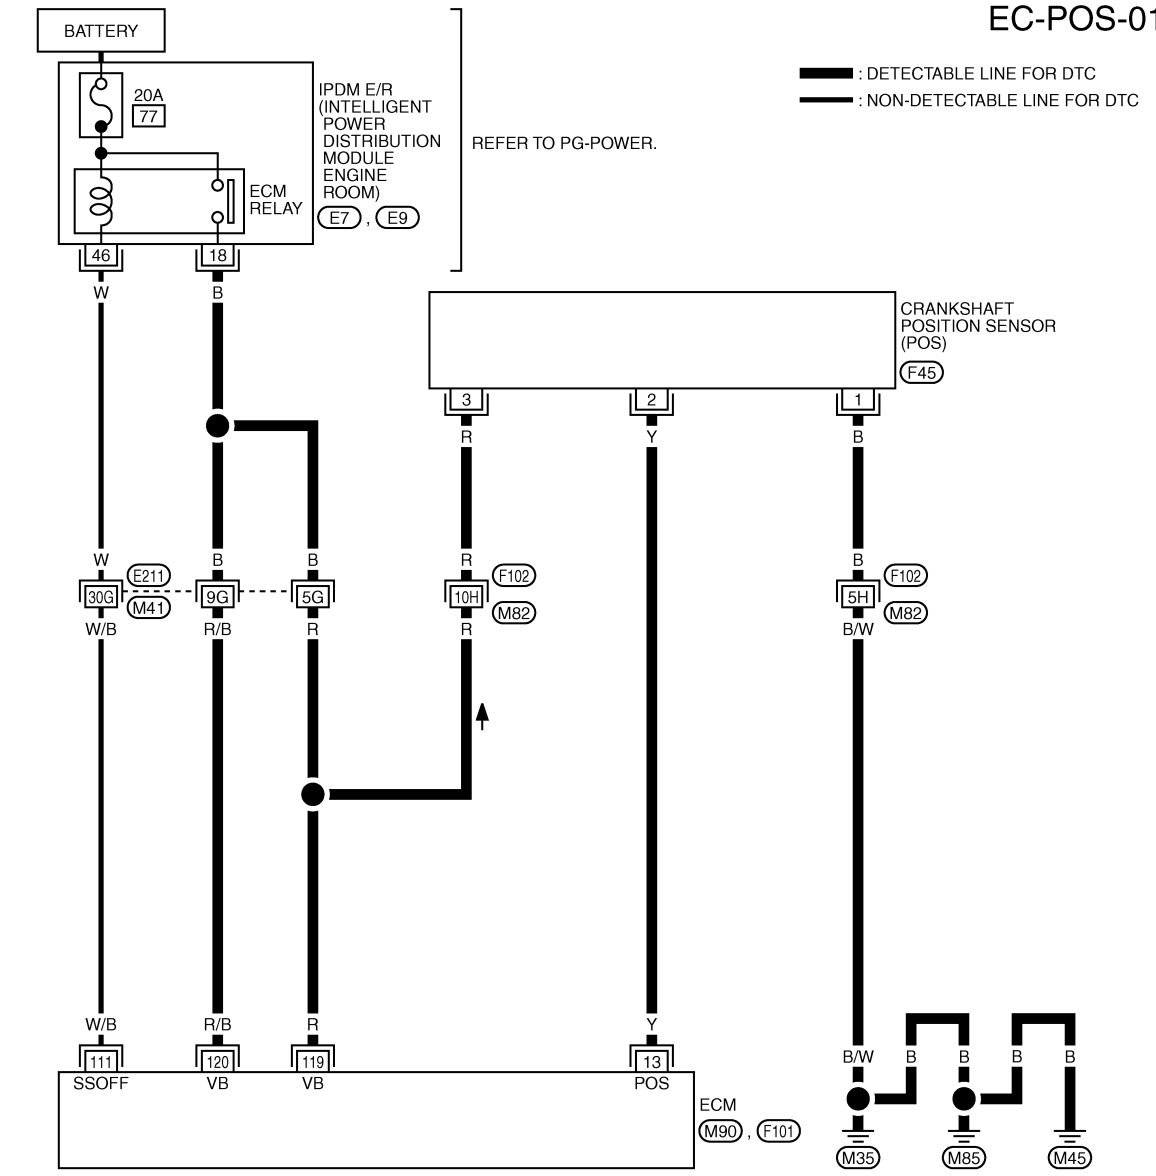 EC-POS-01
BATTERY
: DETECTABLE LINE FOR DTC
: NON-DETECTABLE LINE FOR DTC
20A
77
IPDM E/R
(INTELLIGENT
POWER
DISTRIBUTION
MODULE
ENGINE
ROOM)
E7 , E9
REFER TO PG-POWER.
ECM
RELAY
46 18
W B
CRANKSHAFT
POSITION SENSOR
(POS)
F45
3 2 1
R Y B
W B B R B
E211 F102 F102
30G 9G 5G 10H 5H
M41 M82 M82
W/B R/B R R B/W
W/B R/B R Y
B/W B B B B
111 120 119 13
SSOFF VB VB POS
ECM
M90 , F101
M35 M85 M45